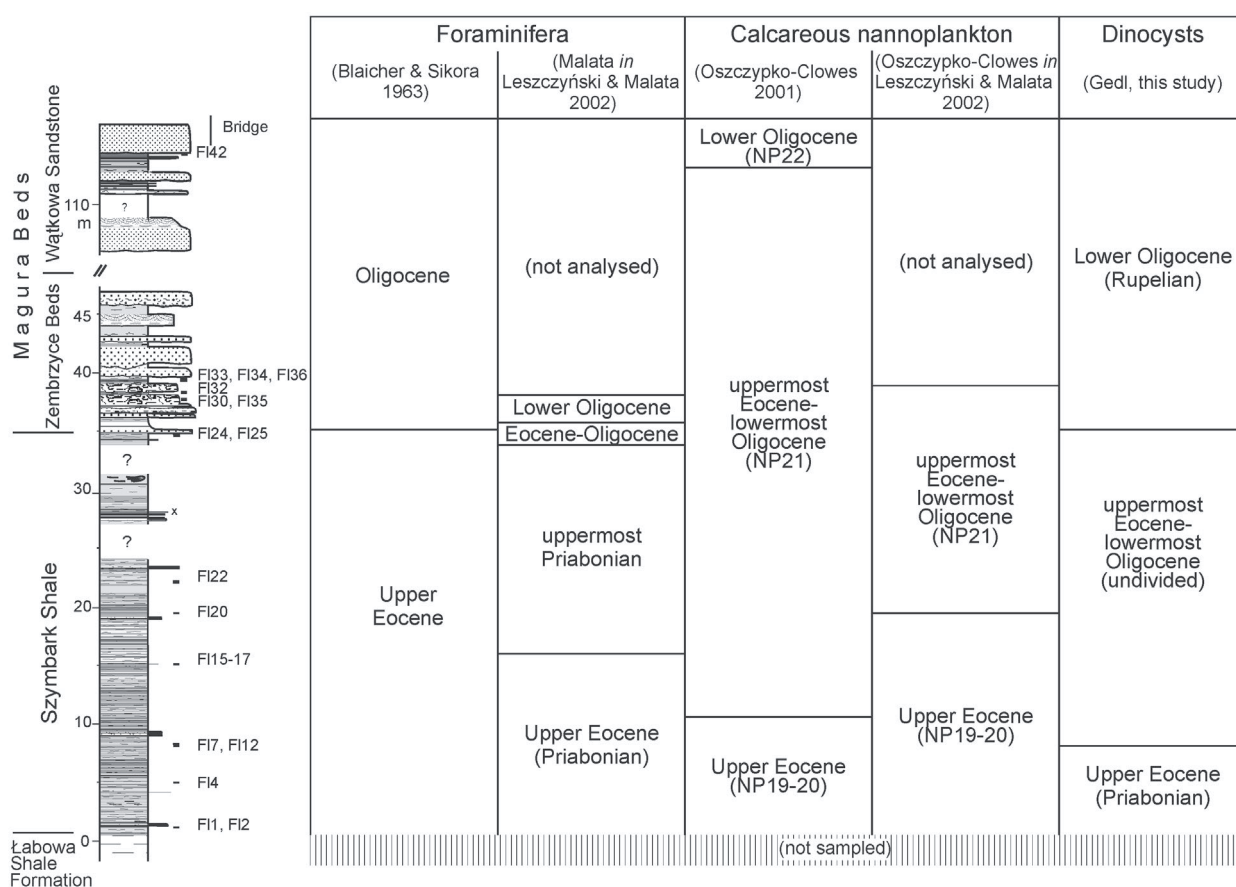 Foraminifera
Calcareous nannoplankton
Dinocysts
(Blaicher & Sikora
1963)
(Malata in
Leszczyński & Malata
2002)
(Oszczypko-Clowes
2001)
(Oszczypko-Clowes in
Leszczyński & Malata
2002)
(Gedl, this study)
Magura Beds
Wątkowa Sandstone
Zembrzyce Beds
Szymbark Shale
Łabowa
Shale
Formation
Bridge
Fl42
110
m
?
45
40
Fl33, Fl34, Fl36
Fl32
Fl30, Fl35
Fl24, Fl25
?
30
x
?
Fl22
20
Fl20
Fl15-17
10
Fl7, Fl12
Fl4
Fl1, Fl2
0
Oligocene
Upper
Eocene
(not analysed)
Lower Oligocene
Eocene-Oligocene
uppermost
Priabonian
Upper Eocene
(Priabonian)
Lower Oligocene
(NP22)
uppermost
Eocene-
lowermost
Oligocene
(NP21)
Upper Eocene
(NP19-20)
(not analysed)
uppermost
Eocene-
lowermost
Oligocene
(NP21)
Upper Eocene
(NP19-20)
Lower Oligocene
(Rupelian)
uppermost
Eocene-
lowermost
Oligocene
(undivided)
Upper Eocene
(Priabonian)
(not sampled)